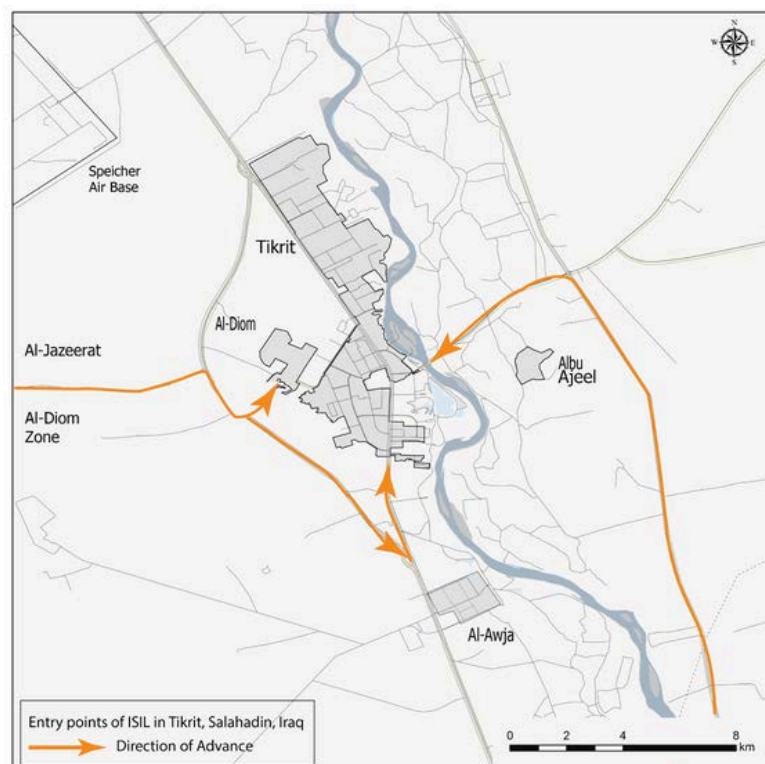 N
W E
S
Speicher
Air Base
Tikrit
Al-Diom
Al-Jazeerat
Albu
Ajeel
Al-Diom
Zone
Al-Awja
Entry points of ISIL in Tikrit, Salahadin, Iraq
Direction of Advance
0 2 4 8
km